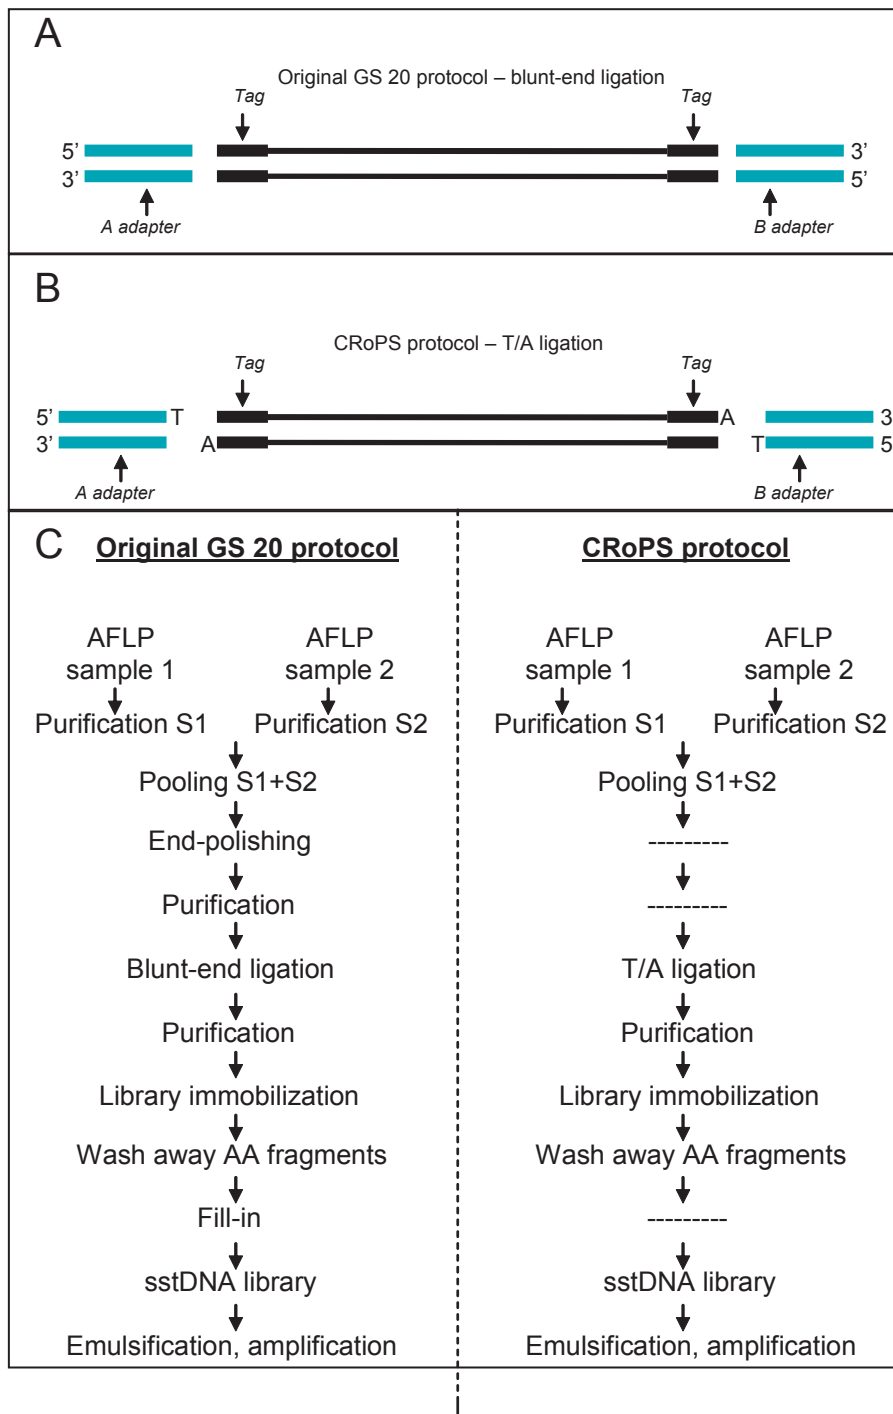 A
Original GS 20 protocol – blunt-end ligation
Tag Tag
5’ 3’
3’ 5’
A adapter B adapter
B
CRoPS protocol – T/A ligation
Tag Tag
5’ T A 3’
3’ A T 5’
A adapter B adapter
C Original GS 20 protocol CRoPS protocol
AFLP AFLP AFLP AFLP
sample 1 sample 2 sample 1 sample 2
Purification S1 Purification S2 Purification S1 Purification S2
Pooling S1+S2 Pooling S1+S2
End-polishing ---------
Purification ---------
Blunt-end ligation T/A ligation
Purification Purification
Library immobilization Library immobilization
Wash away AA fragments Wash away AA fragments
Fill-in ---------
sstDNA library sstDNA library
Emulsification, amplification Emulsification, amplification